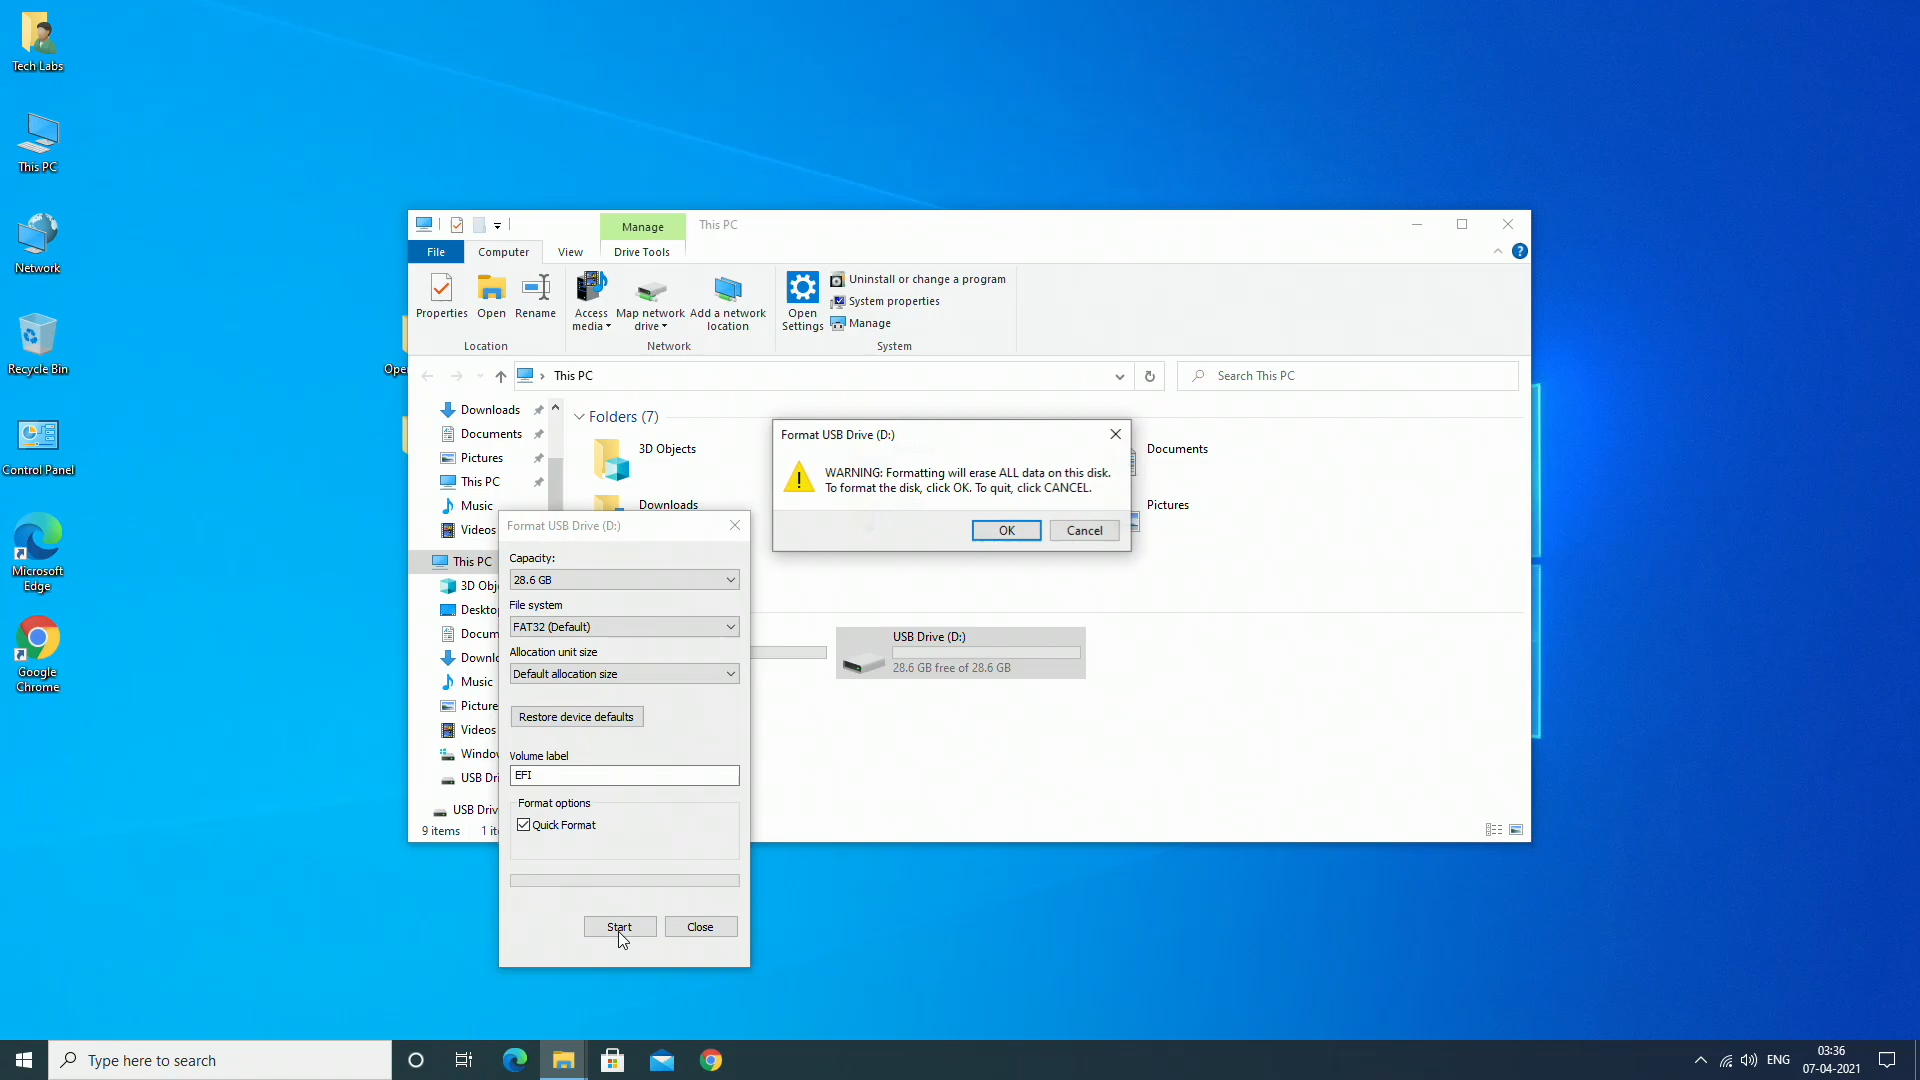 Tech Labs
This PC
Network
Recycle Bin
Control Panel
Microsoft
Edge
Google
Chrome
Manage
This PC
File
Computer
View
Drive Tools
Properties
Open
Rename
Access
media
Map network
drive
Add a network
location
Open
Settings
Uninstall or change a program
System properties
Manage
Location
Network
System
This PC
Search This PC
Downloads
Documents
Pictures
This PC
Music
Videos
This PC
3D Obj
Desktop
Docum
Downlo
Music
Picture
Videos
Window
USB Dri
USB Driv
9 items
1 it
Folders (7)
3D Objects
Downloads
Documents
Pictures
USB Drive (D:)
28.6 GB free of 28.6 GB
Format USB Drive (D:)
WARNING: Formatting will erase ALL data on this disk.
To format the disk, click OK. To quit, click CANCEL.
OK
Cancel
Format USB Drive (D:)
Capacity:
28.6 GB
File system
FAT32 (Default)
Allocation unit size
Default allocation size
Restore device defaults
Volume label
EFI
Format options
Quick Format
Start
Close
Type here to search
ENG
03:36
07-04-2021